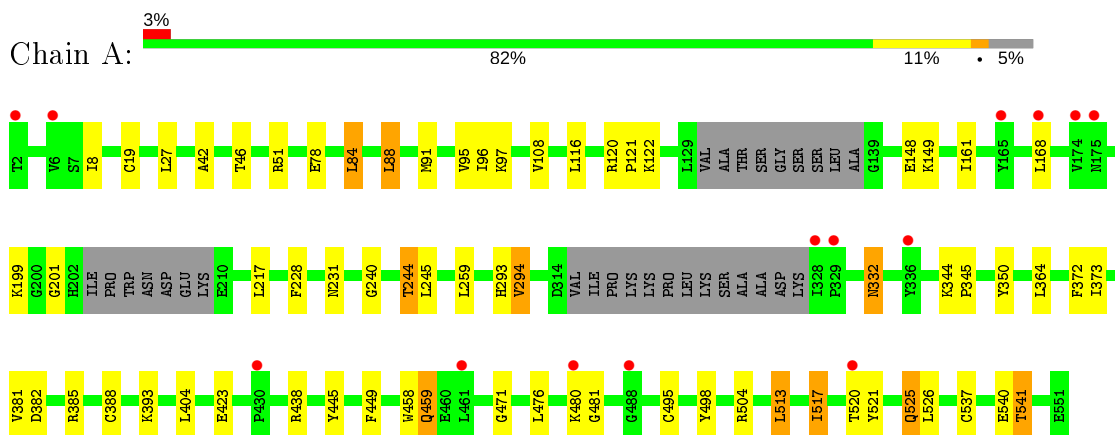 3%
Chain A:
82% 11% • 5%
T2 V6 S7 I8 C19 L27 A42 T46 R51 E78 L84 L88 M91 V95 I96 K97 V108 L116 R120 P121 K122 L129 VAL ALA THR SER GLY SER SER LEU ALA G139 E148 K149 I161 Y165 L168 V174 N175
K199 G200 G201 H202 ILE PRO TRP ASN ASP GLU LYS E210 L217 F228 N231 G240 T244 L245 L259 H293 V294 D314 VAL ILE PRO LYS LYS PRO LEU LYS SER ALA ALA ASP LYS I328 P329 N332 Y336 K344 P345 Y350 L364 F372 I373
V381 D382 R385 C388 K393 L404 E423 P430 R438 Y445 F449 W458 Q459 E460 L461 G471 L476 K480 G481 G488 C495 Y498 R504 L513 I517 T520 Y521 Q525 L526 C537 E540 T541 E551